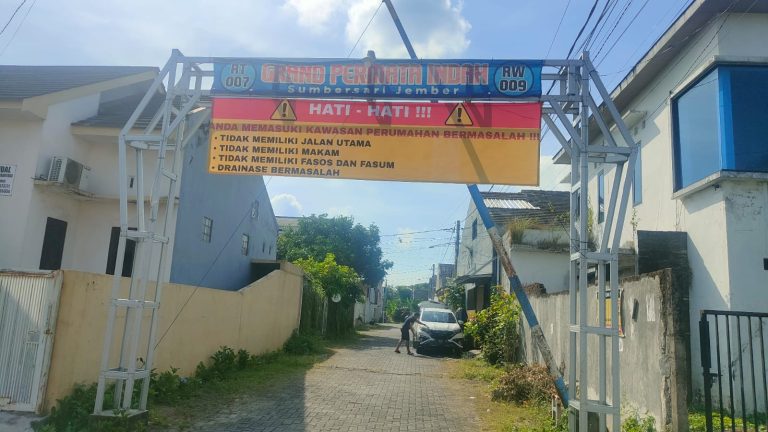 RT
007
GRAND PERMATA INDAH
Sumbersari Jember
RW
009
HATI - HATI !!!
ANDA MEMASUKI KAWASAN PERUMAHAN BERMASALAH !!!
• TIDAK MEMILIKI JALAN UTAMA
• TIDAK MEMILIKI MAKAM
• TIDAK MEMILIKI FASOS DAN FASUM
• DRAINASE BERMASALAH